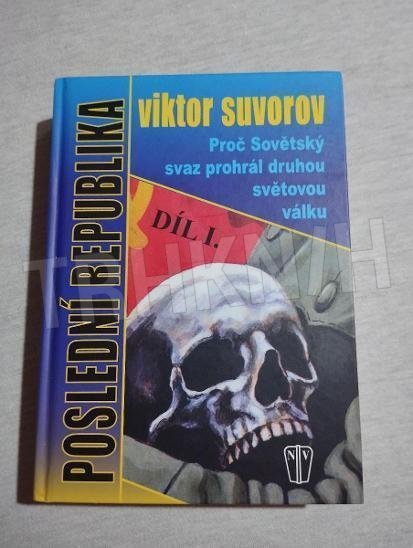 POSLEDNÍ REPUBLIKA
viktor suvorov
Proč Sovětský
svaz prohrál druhou
světovou
válku
DÍL I.
N V